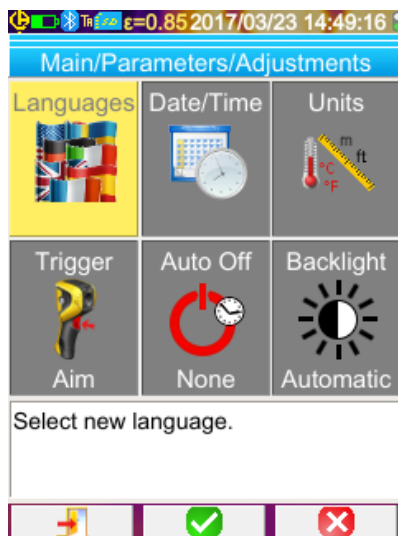 ε=0.85 2017/03/23 14:49:16
Main/Parameters/Adjustments
Languages Date/Time Units
m
ft
°C
°F
Trigger Auto Off Backlight
Aim None Automatic
Select new language.